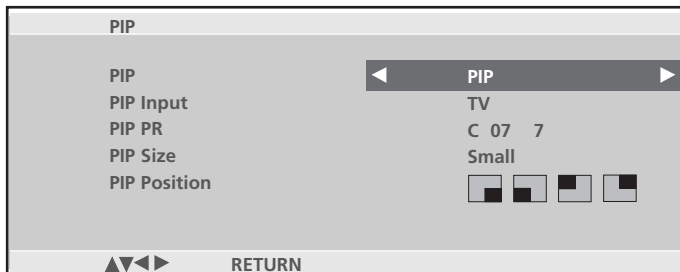 PIP
PIP ◀ PIP ▶
PIP Input TV
PIP PR C 07 7
PIP Size Small
PIP Position
▲▼◀▶ RETURN